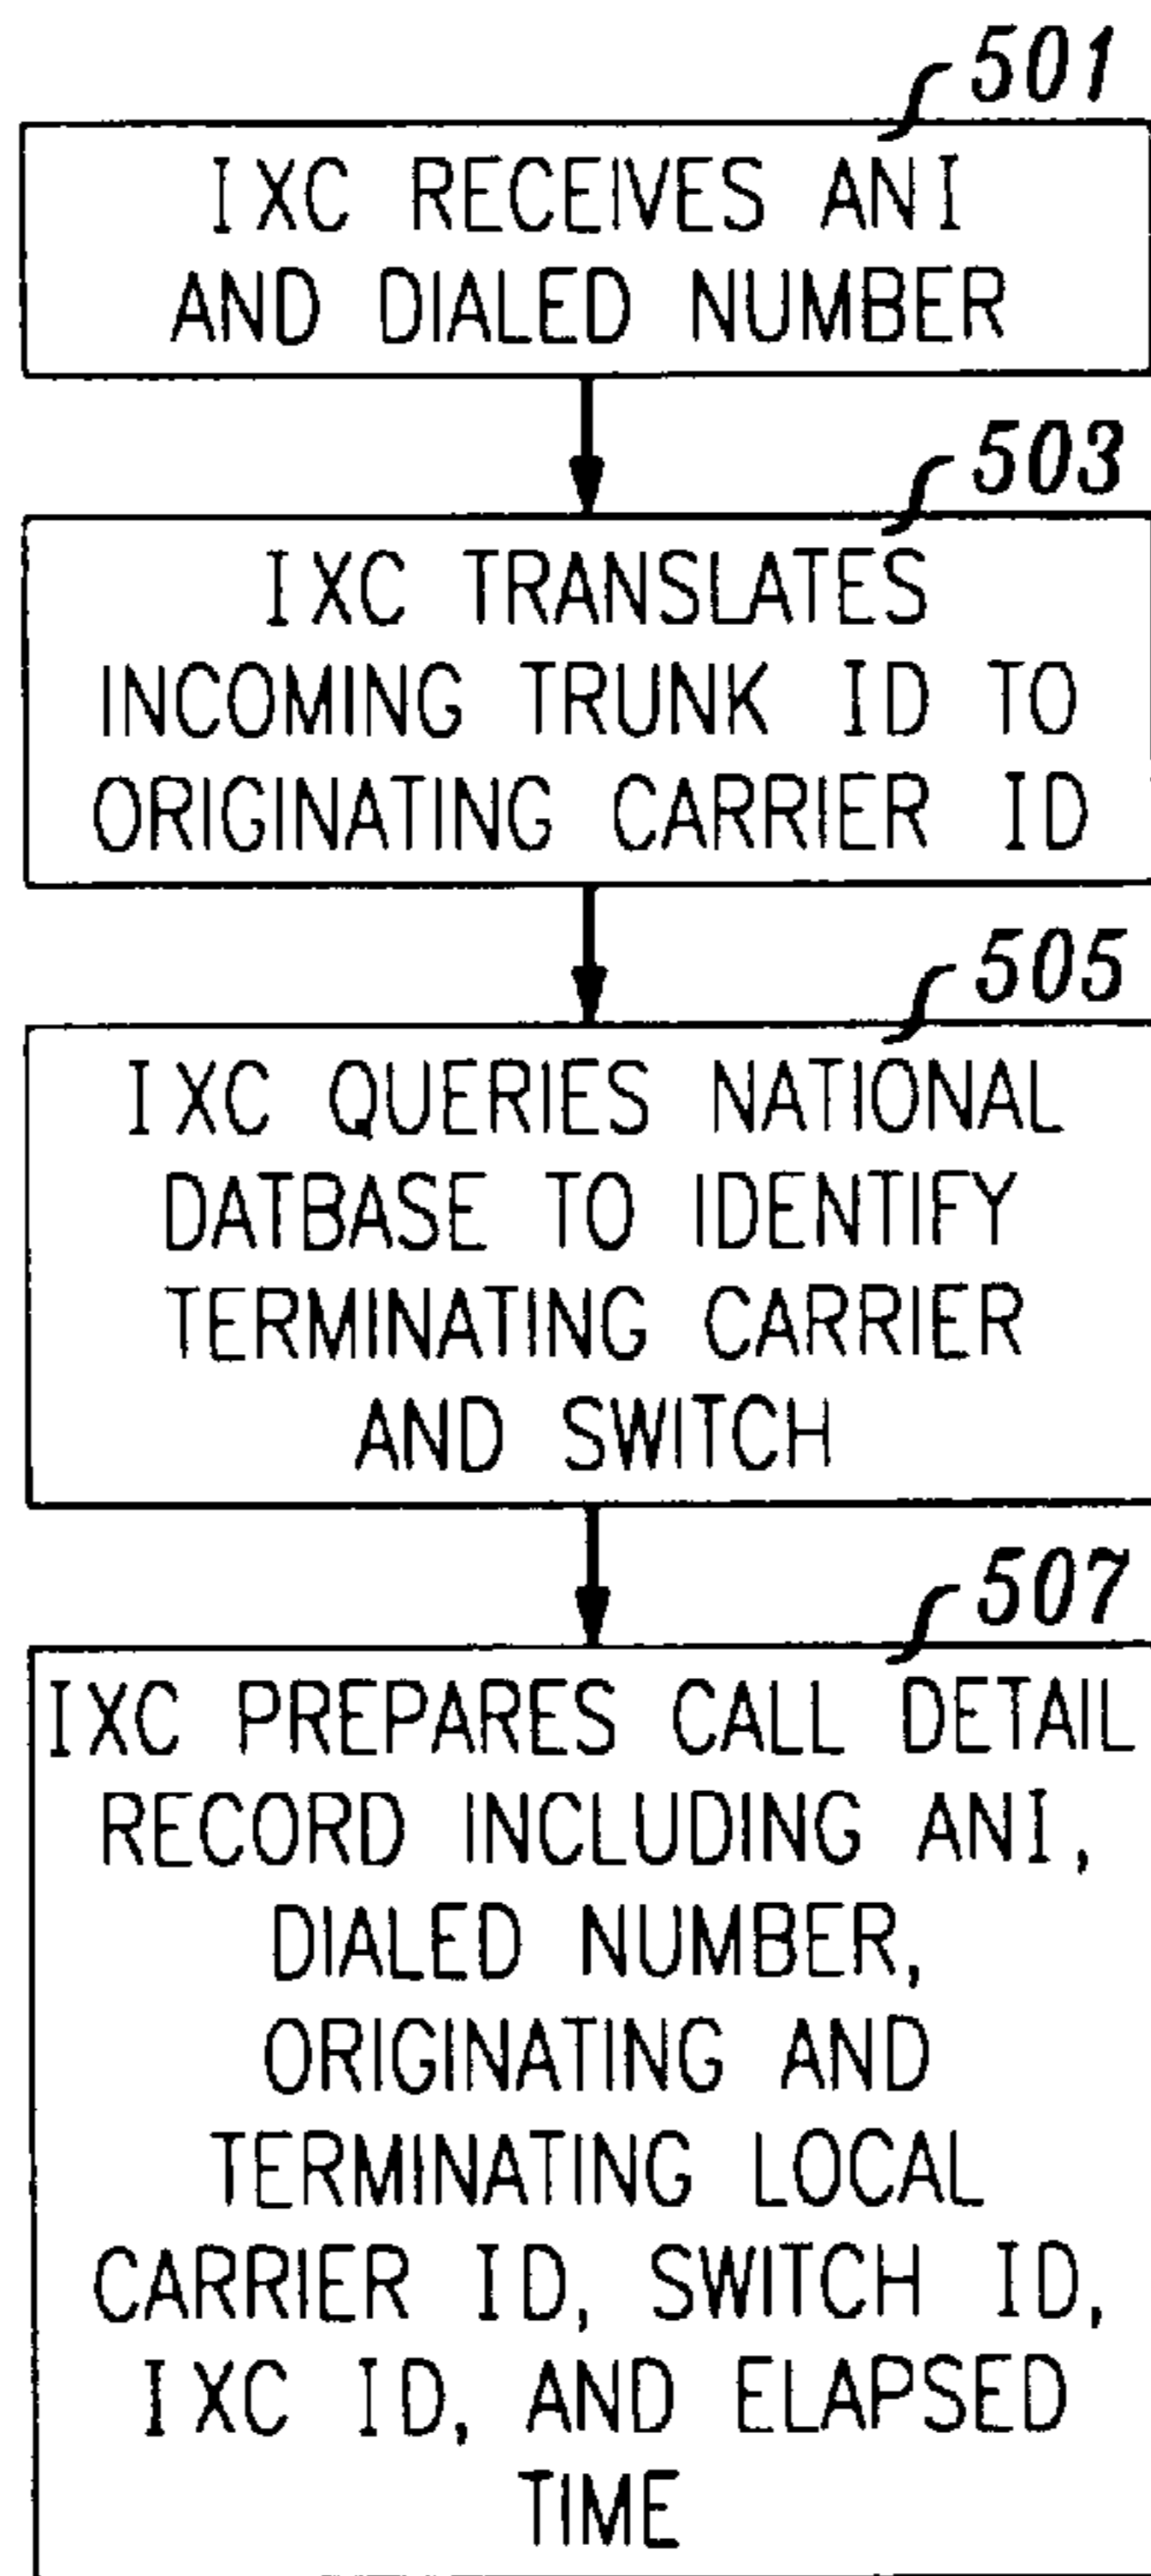 501
IXC RECEIVES ANI
AND DIALED NUMBER
503
IXC TRANSLATES
INCOMING TRUNK ID TO
ORIGINATING CARRIER ID
505
IXC QUERIES NATIONAL
DATBASE TO IDENTIFY
TERMINATING CARRIER
AND SWITCH
507
IXC PREPARES CALL DETAIL
RECORD INCLUDING ANI,
DIALED NUMBER,
ORIGINATING AND
TERMINATING LOCAL
CARRIER ID, SWITCH ID,
IXC ID, AND ELAPSED
TIME